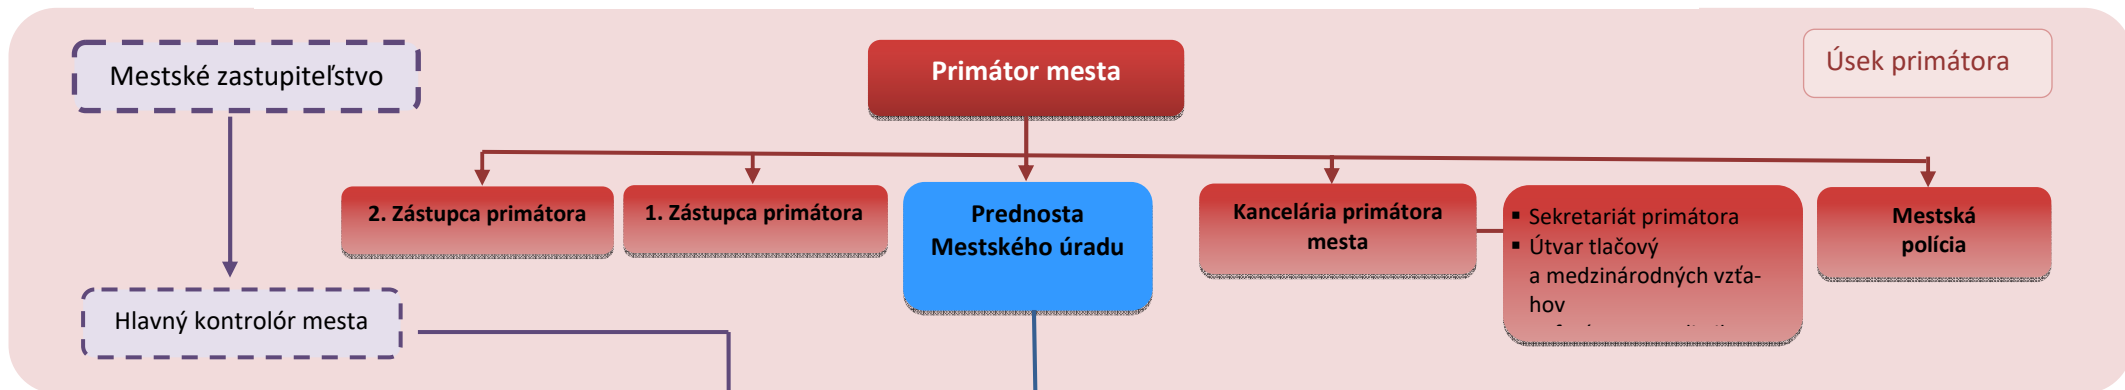 Mestské zastupiteľstvo
Primátor mesta
Úsek primátora
2. Zástupca primátora
1. Zástupca primátora
Prednosta
Mestského úradu
Kancelária primátora
mesta
▪ Sekretariát primátora
▪ Útvar tlačový
a medzinárodných vzťa-
hov
Mestská
polícia
Hlavný kontrolór mesta